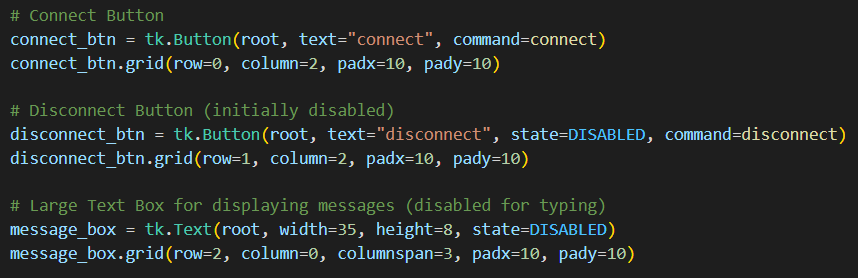 # Connect Button
connect_btn = tk.Button(root, text="connect", command=connect)
connect_btn.grid(row=0, column=2, padx=10, pady=10)
# Disconnect Button (initially disabled)
disconnect_btn = tk.Button(root, text="disconnect", state=DISABLED, command=disconnect)
disconnect_btn.grid(row=1, column=2, padx=10, pady=10)
# Large Text Box for displaying messages (disabled for typing)
message_box = tk.Text(root, width=35, height=8, state=DISABLED)
message_box.grid(row=2, column=0, columnspan=3, padx=10, pady=10)